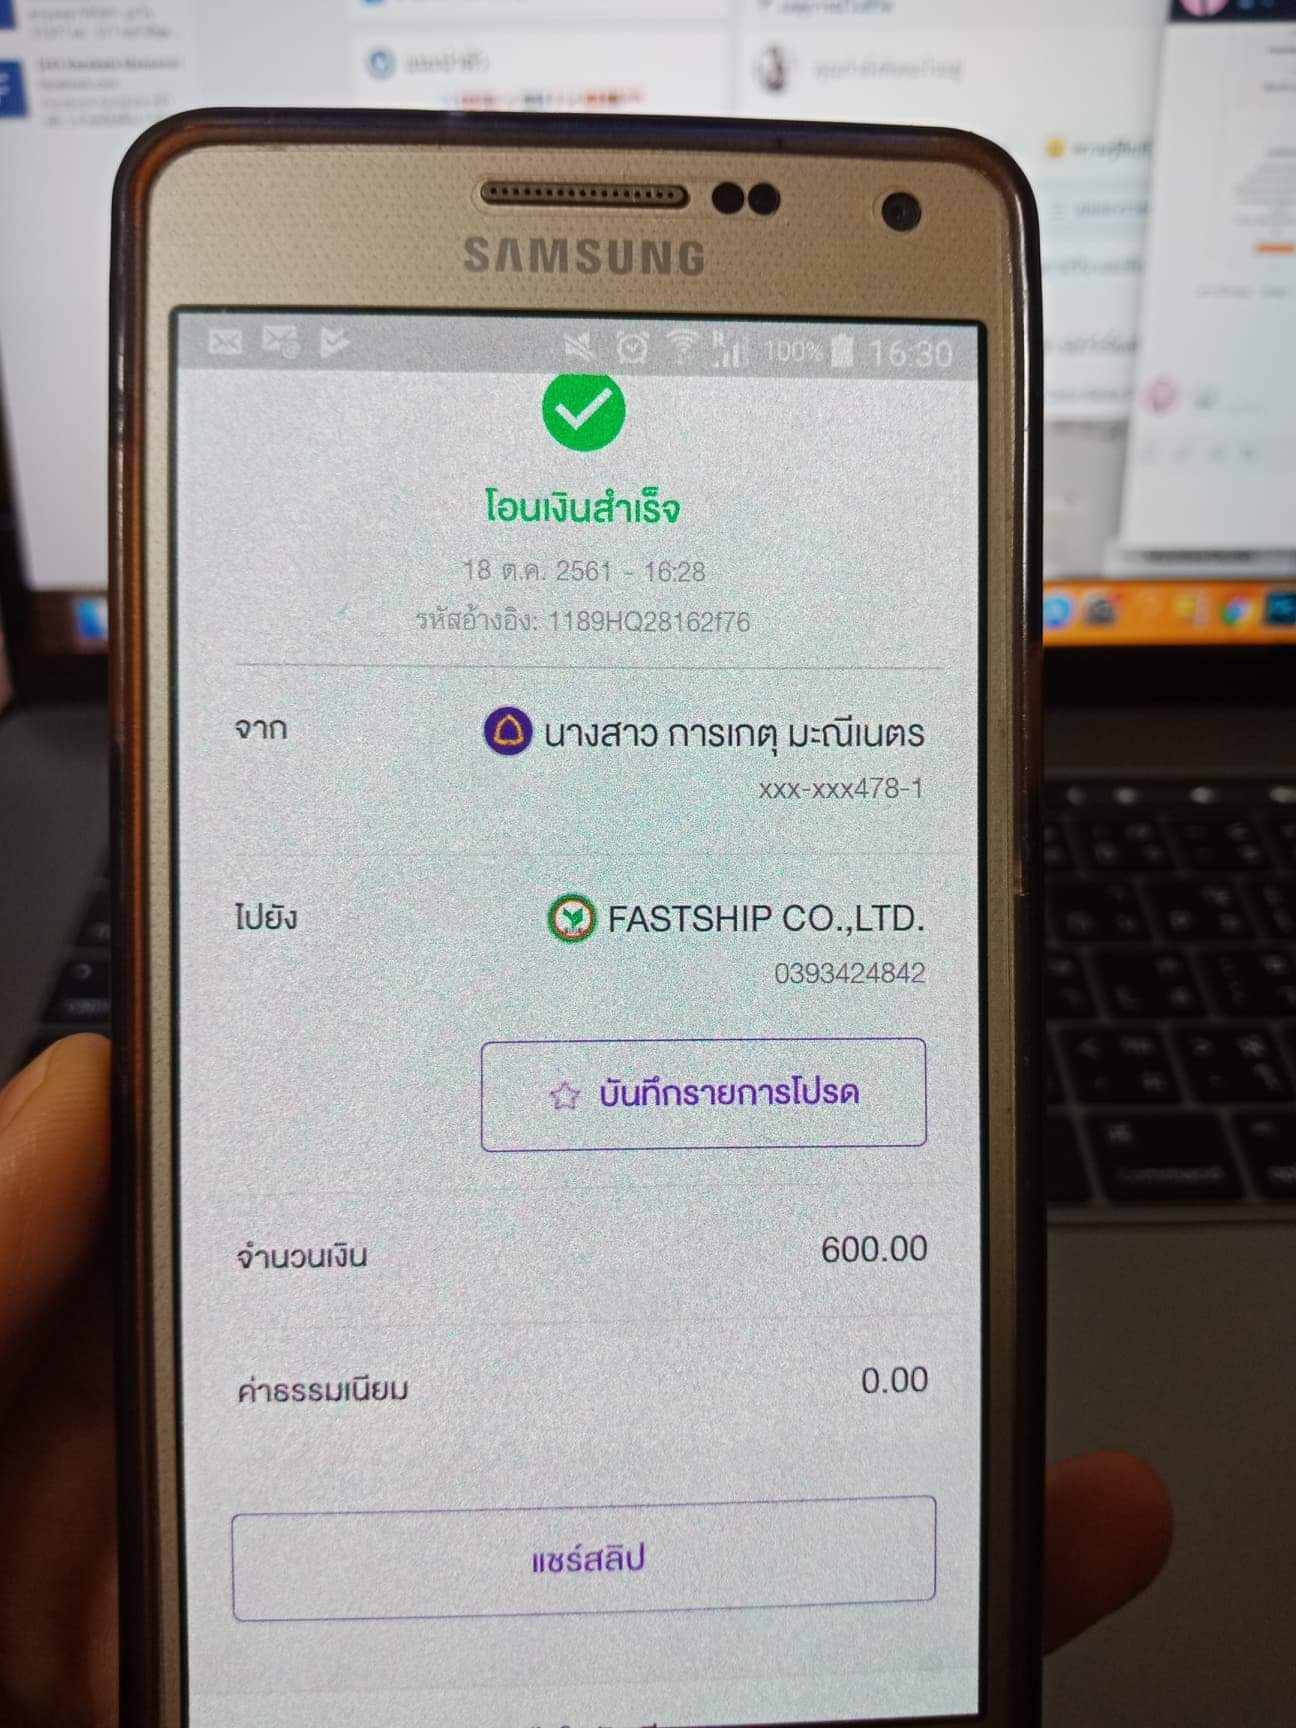 SAMSUNG
100% 16:30
โอนเงินสำเร็จ
18 ต.ค. 2561 - 16:28
รหัสอ้างอิง: 1189HQ28162f76
จาก
นางสาว การเกตุ มะณีเนตร
xxx-xxx478-1
ไปยัง
FASTSHIP CO.,LTD.
0393424842
บันทึกรายการโปรด
จำนวนเงิน
600.00
ค่าธรรมเนียม
0.00
แชร์สลิป